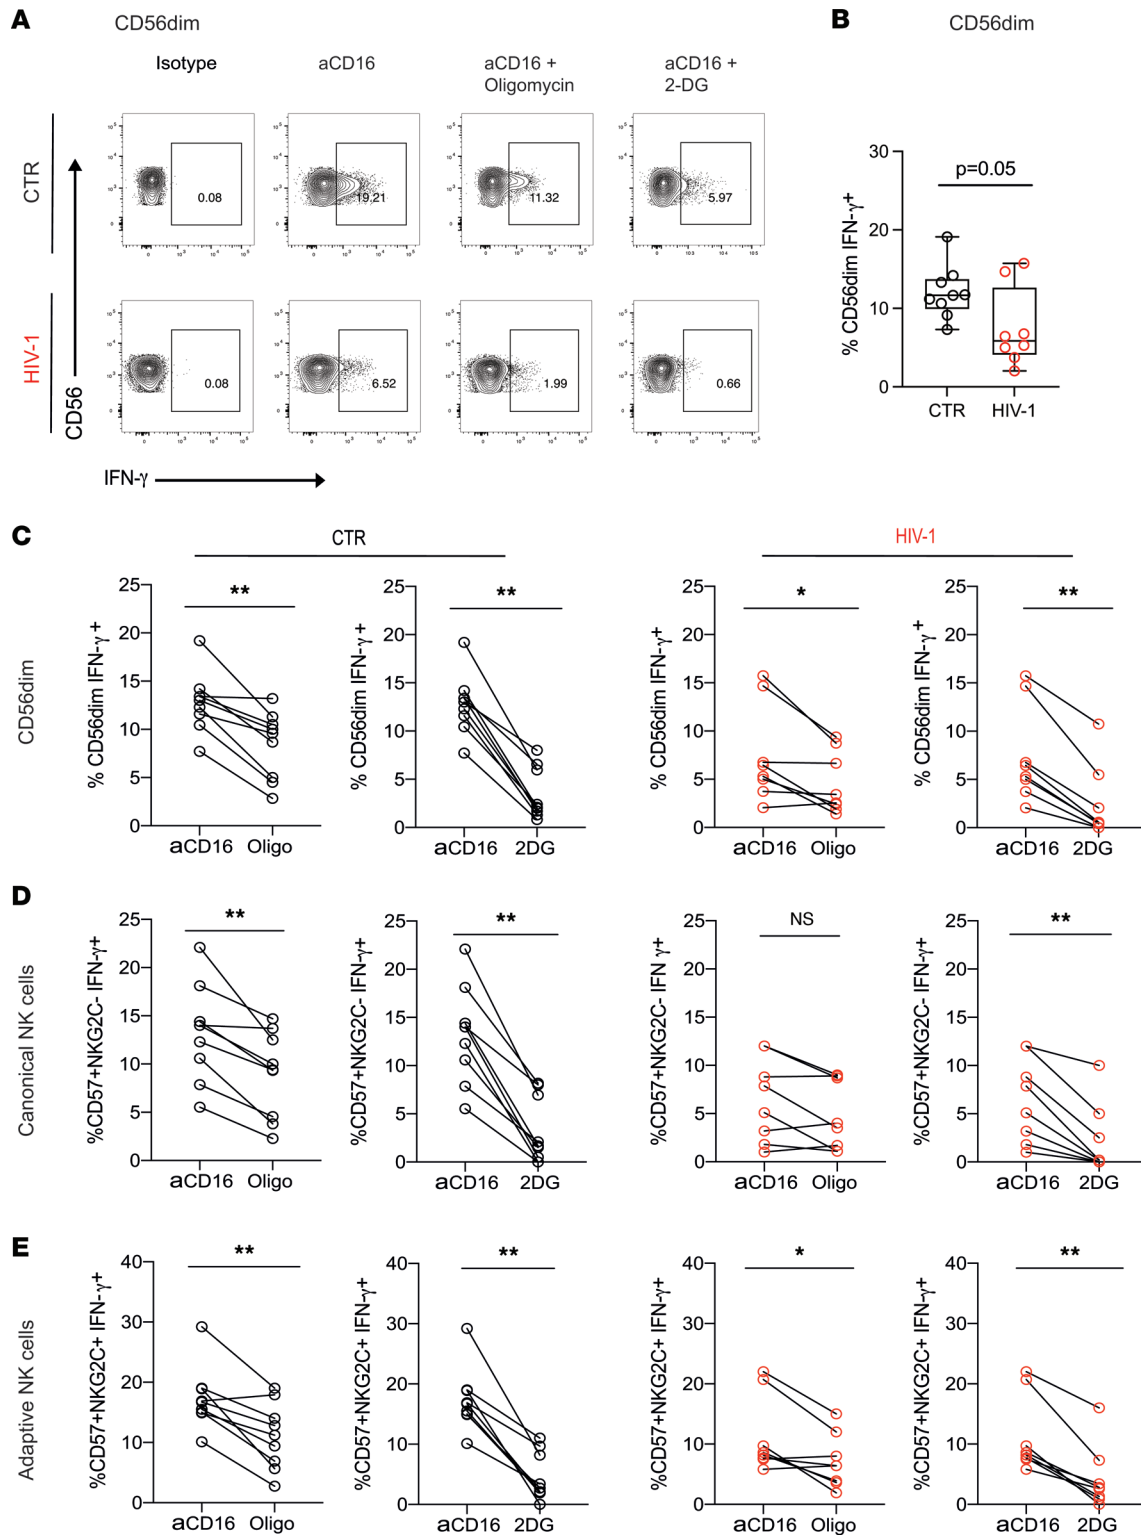 A
CD56dim
B
CD56dim
Isotype
aCD16
aCD16 +
Oligomycin
aCD16 +
2-DG
CTR
0.08
19.21
11.32
5.97
HIV-1
0.08
6.52
1.99
0.66
CD56
IFN-γ
% CD56dim IFN-γ+
30
20
10
0
p=0.05
CTR
HIV-1
C
CTR
HIV-1
CD56dim
% CD56dim IFN-γ+
25
20
15
10
5
0
**
aCD16
Oligo
% CD56dim IFN-γ+
25
20
15
10
5
0
**
aCD16
2DG
% CD56dim IFN-γ+
25
20
15
10
5
0
*
aCD16
Oligo
% CD56dim IFN-γ+
25
20
15
10
5
0
**
aCD16
2DG
D
Canonical NK cells
%CD57+NKG2C- IFN-γ+
25
20
15
10
5
0
**
aCD16
Oligo
%CD57+NKG2C- IFN-γ+
25
20
15
10
5
0
**
aCD16
2DG
%CD57+NKG2C- IFN γ+
25
20
15
10
5
0
NS
aCD16
Oligo
%CD57+NKG2C- IFN-γ+
25
20
15
10
5
0
**
aCD16
2DG
E
Adaptive NK cells
%CD57+NKG2C+ IFN-γ+
40
30
20
10
0
**
aCD16
Oligo
%CD57+NKG2C+ IFN-γ+
40
30
20
10
0
**
aCD16
2DG
%CD57+NKG2C+ IFN-γ+
40
30
20
10
0
*
aCD16
Oligo
%CD57+NKG2C+ IFN-γ+
40
30
20
10
0
**
aCD16
2DG